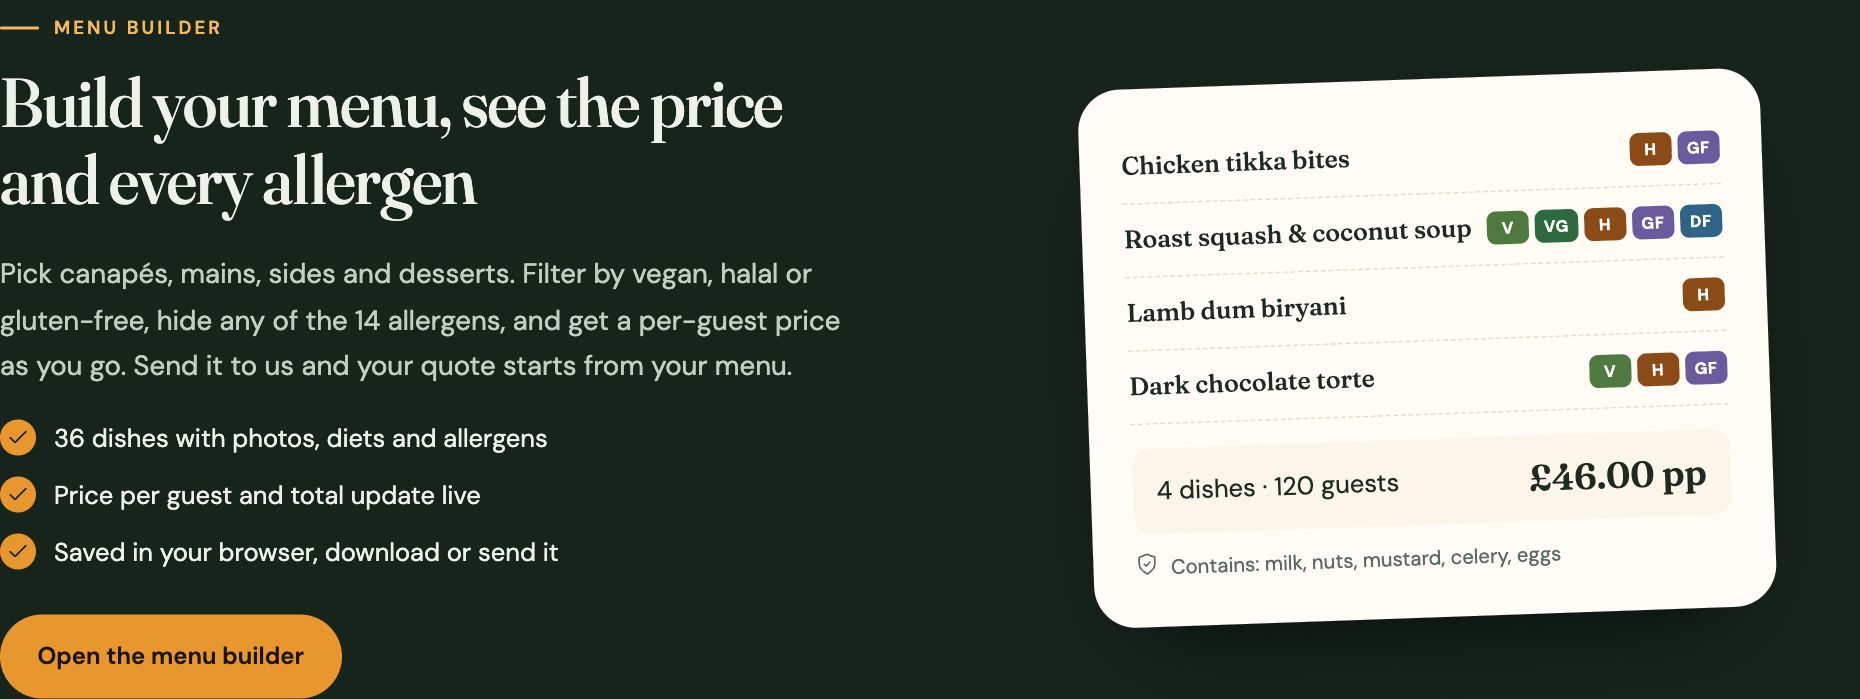 MENU BUILDER
Build your menu, see the price
and every allergen
Pick canapés, mains, sides and desserts. Filter by vegan, halal or
gluten-free, hide any of the 14 allergens, and get a per-guest price
as you go. Send it to us and your quote starts from your menu.
36 dishes with photos, diets and allergens
Price per guest and total update live
Saved in your browser, download or send it
Open the menu builder
Chicken tikka bites H GF
Roast squash & coconut soup V VG H GF DF
Lamb dum biryani H
Dark chocolate torte V H GF
4 dishes · 120 guests £46.00 pp
Contains: milk, nuts, mustard, celery, eggs